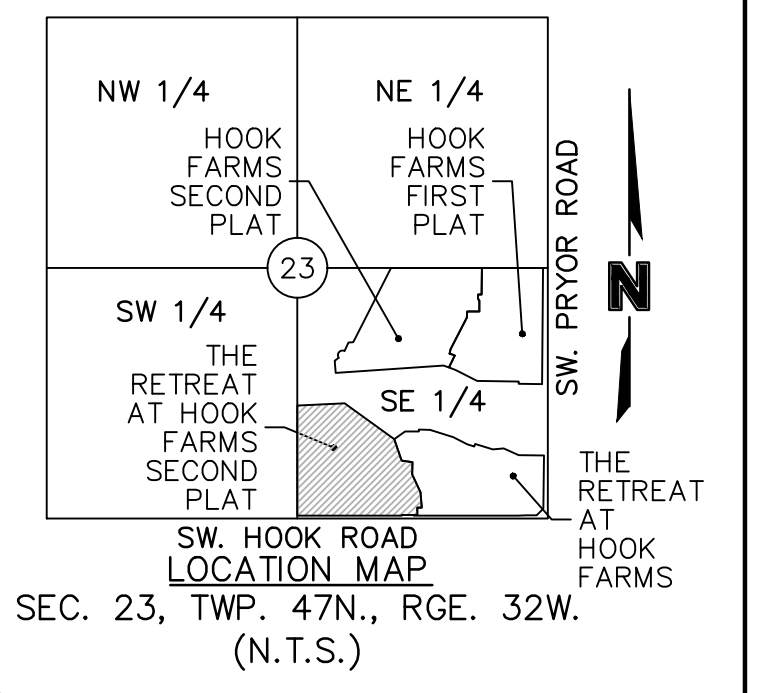 NW 1/4
NE 1/4
HOOK
FARMS
SECOND
PLAT
HOOK
FARMS
FIRST
PLAT
SW. PRYOR ROAD
N
23
SW 1/4
THE
RETREAT
AT HOOK
FARMS
SECOND
PLAT
SE 1/4
THE
RETREAT
AT
HOOK
FARMS
SW. HOOK ROAD
LOCATION MAP
SEC. 23, TWP. 47N., RGE. 32W.
(N.T.S.)